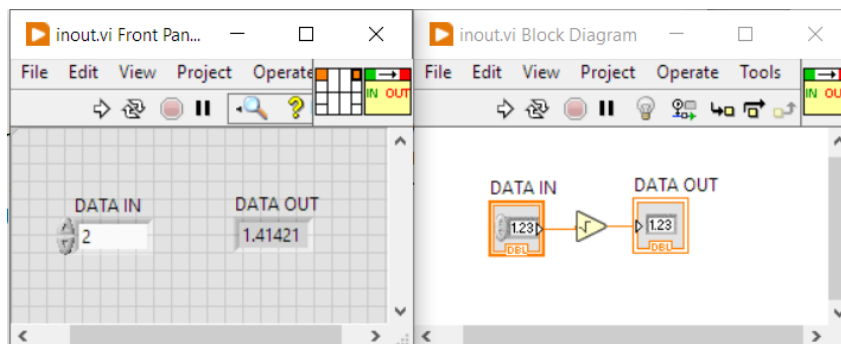 inout.vi Front Pan...
File Edit View Project Operate
IN OUT
DATA IN
2
DATA OUT
1.41421
inout.vi Block Diagram
File Edit View Project Operate Tools
IN OUT
DATA IN
1.23
DBL
DATA OUT
1.23
DBL